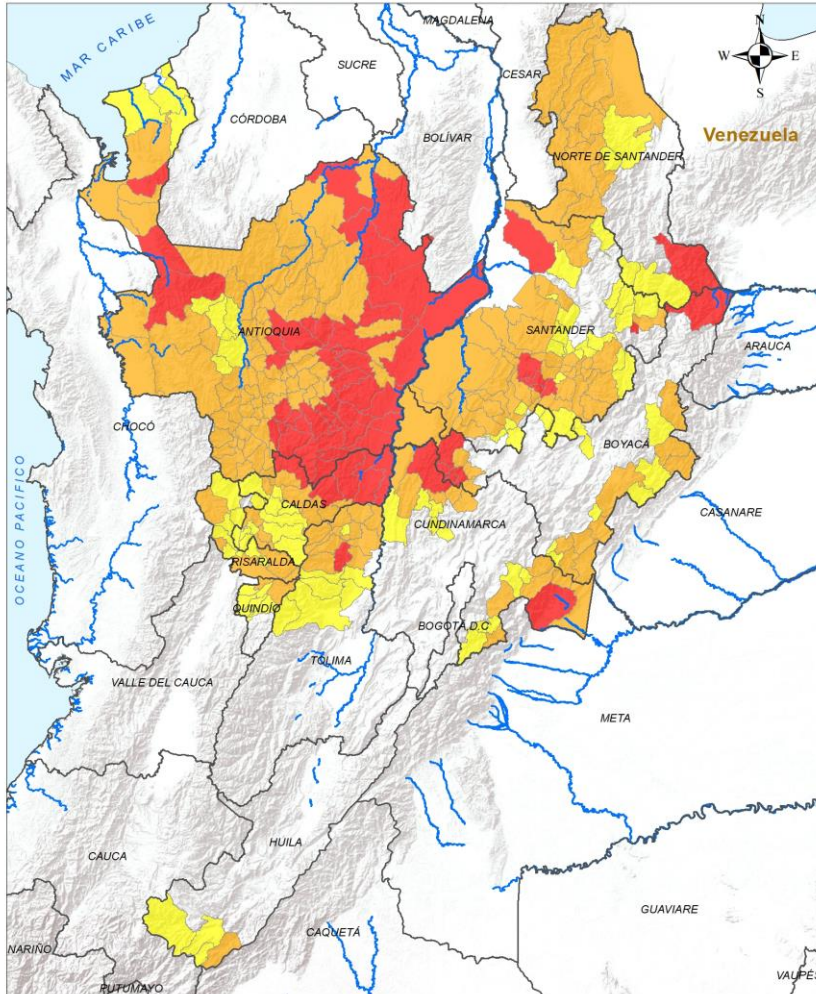 MAGDALENA
MAR CARIBE
N
SUCRE
CESAR
W
E
S
CÓRDOBA
BOLÍVAR
Venezuela
NORTE DE SANTANDER
ANTIOQUIA
SANTANDER
ARAUCA
CHOCÓ
BOYACÁ
CALDAS
CASANARE
CUNDINAMARCA
OCEANO PACIFICO
RISARALDA
QUINDÍO
BOGOTÁ,D.C
TOLIMA
VALLE DEL CAUCA
META
HUILA
CAUCA
GUAVIARE
CAQUETÁ
NARIÑO
VAUPÉS
PUTUMAYO